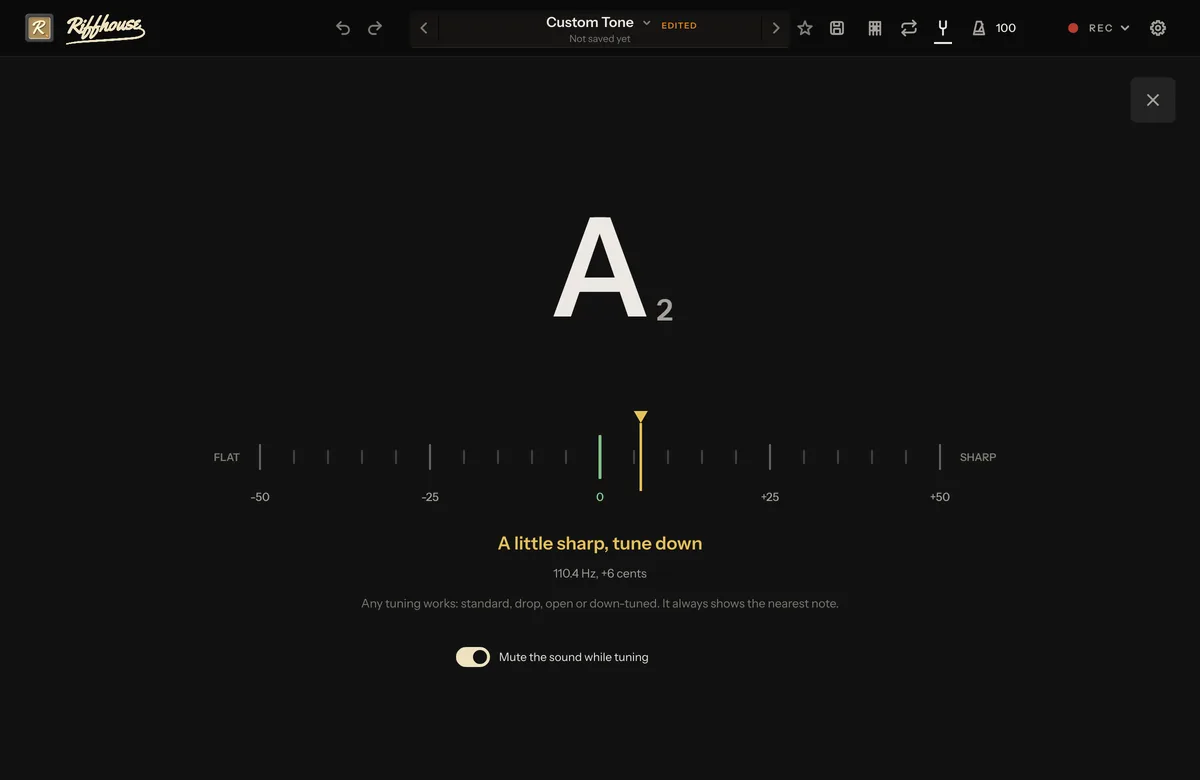 R Riffhouse
Custom Tone EDITED
Not saved yet
100
REC
A2
FLAT SHARP
-50 -25 0 +25 +50
A little sharp, tune down
110.4 Hz, +6 cents
Any tuning works: standard, drop, open or down-tuned. It always shows the nearest note.
Mute the sound while tuning